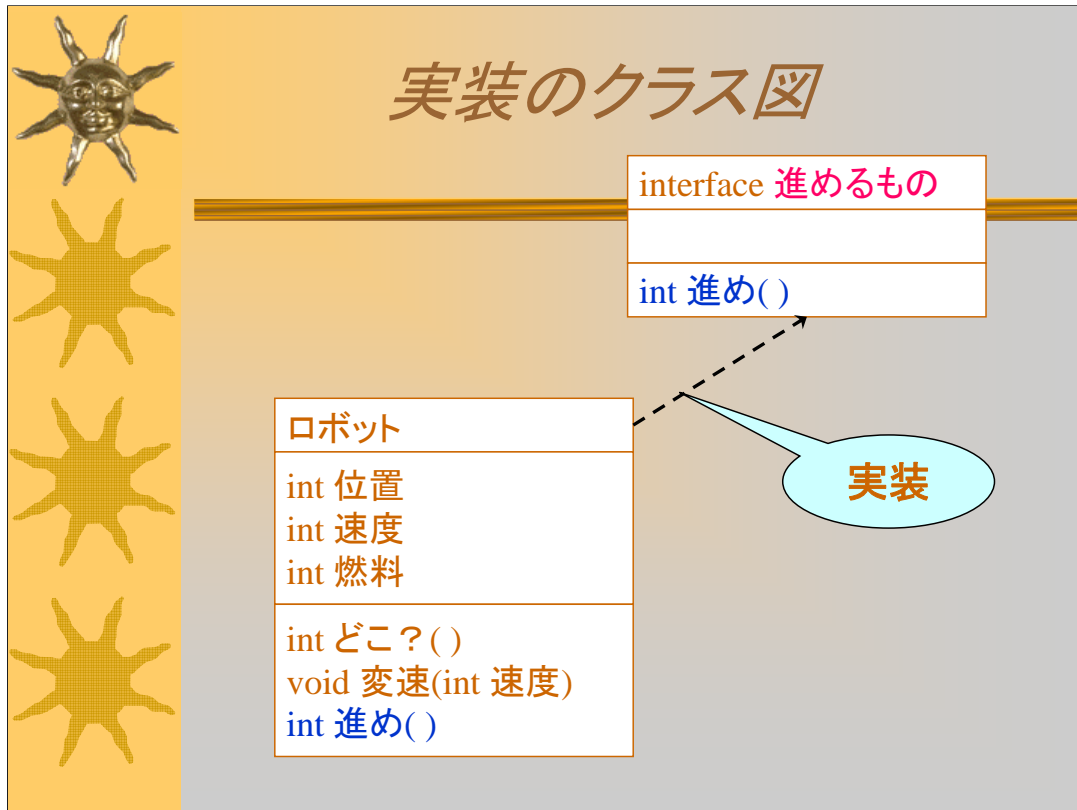 実装のクラス図
interface 進めるもの
int 進め( )
ロボット
int 位置
int 速度
int 燃料
int どこ？( )
void 変速(int 速度)
int 進め( )
実装